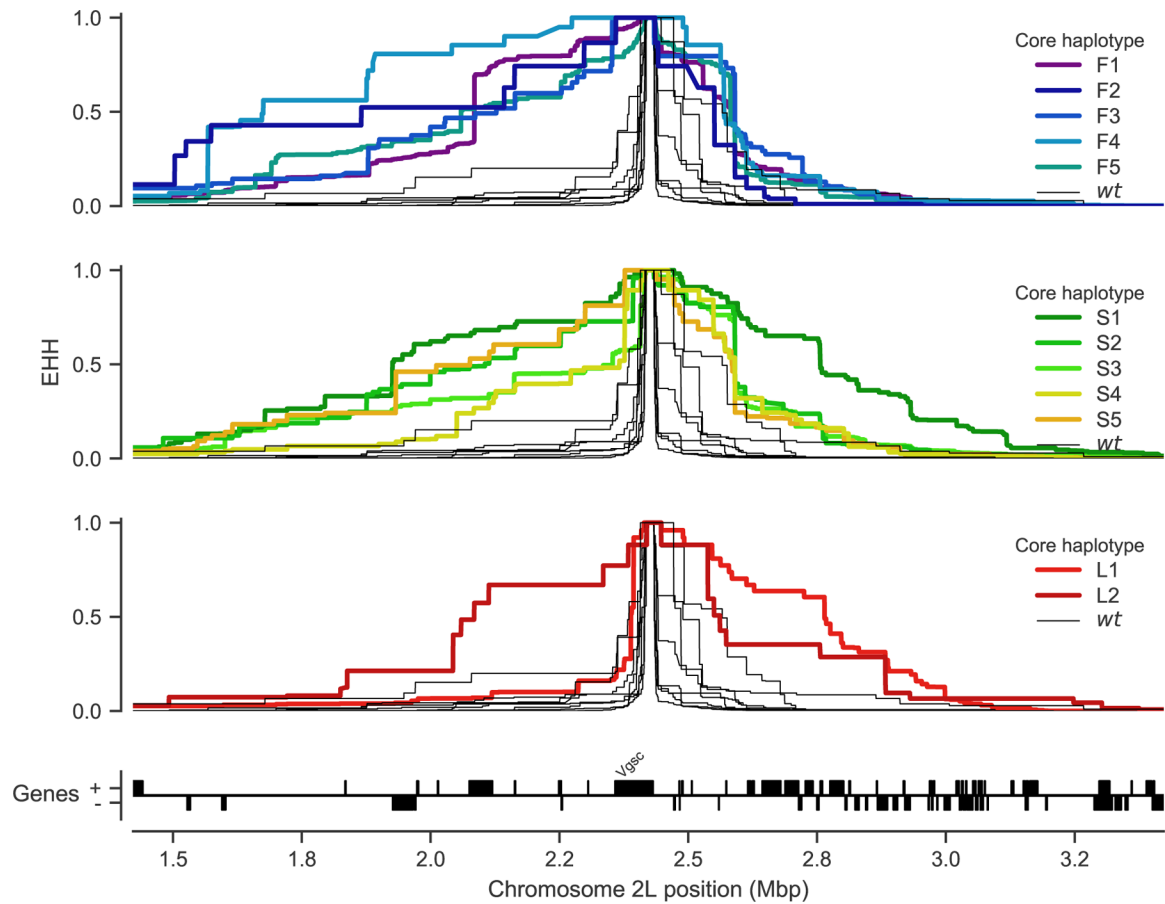 1.0
0.5
0.0
Core haplotype
F1
F2
F3
F4
F5
wt
EHH
1.0
0.5
0.0
Core haplotype
S1
S2
S3
S4
S5
wt
1.0
0.5
0.0
Core haplotype
L1
L2
wt
Vgsc
Genes + -
1.5 1.8 2.0 2.2 2.5 2.8 3.0 3.2
Chromosome 2L position (Mbp)